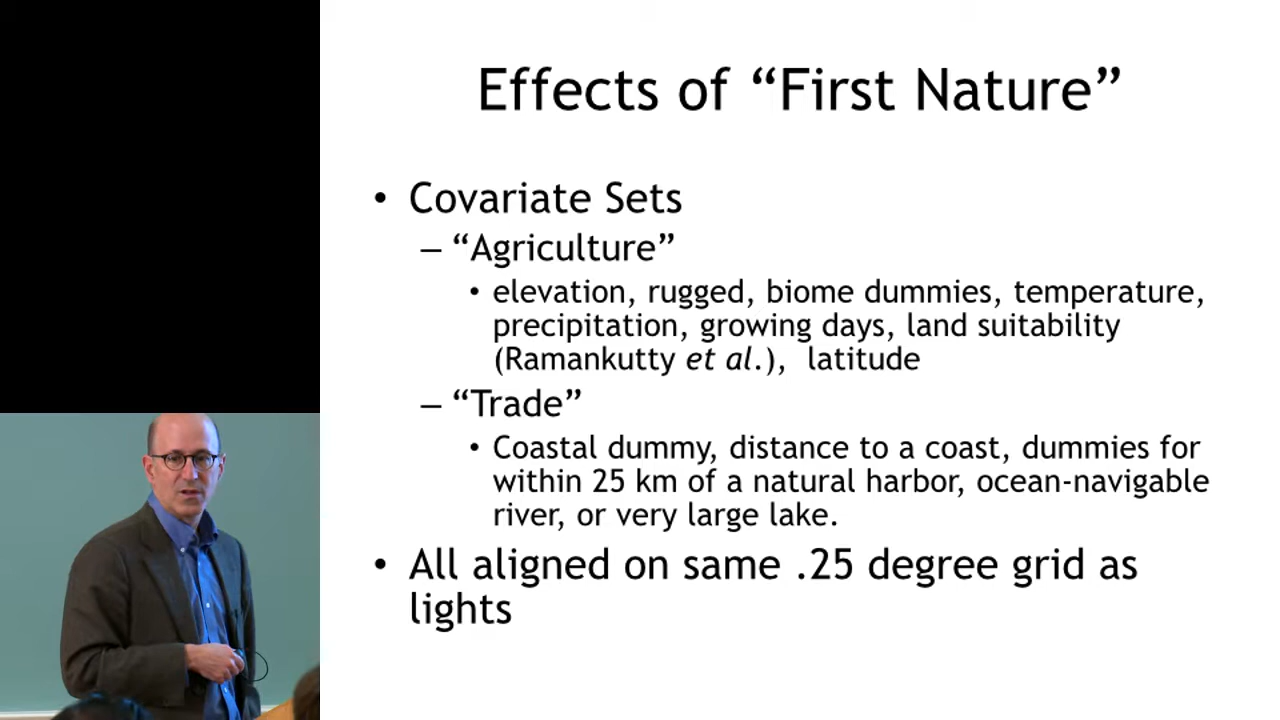 Effects of “First Nature”
• Covariate Sets
– “Agriculture”
• elevation, rugged, biome dummies, temperature,
precipitation, growing days, land suitability
(Ramankutty et al.),  latitude
– “Trade”
• Coastal dummy, distance to a coast, dummies for
within 25 km of a natural harbor, ocean-navigable
river, or very large lake.
• All aligned on same .25 degree grid as
lights